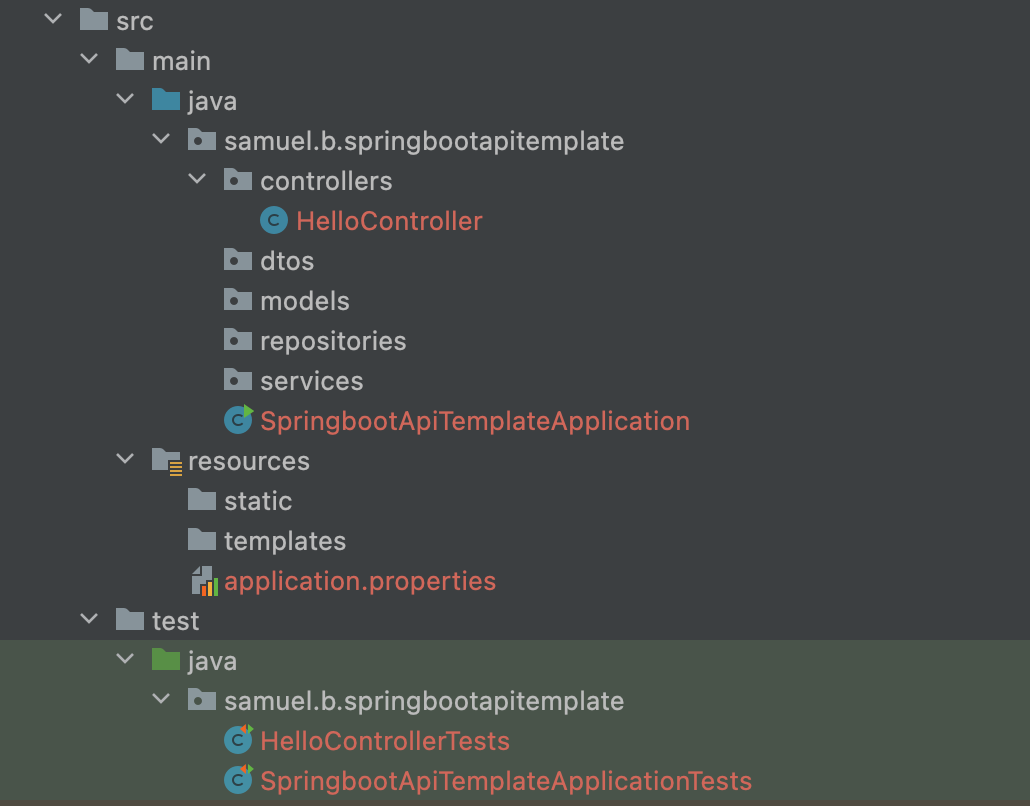 src
main
java
samuel.b.springbootapitemplate
controllers
C HelloController
dtos
models
repositories
services
C SpringbootApiTemplateApplication
resources
static
templates
application.properties
test
java
samuel.b.springbootapitemplate
C HelloControllerTests
C SpringbootApiTemplateApplicationTests